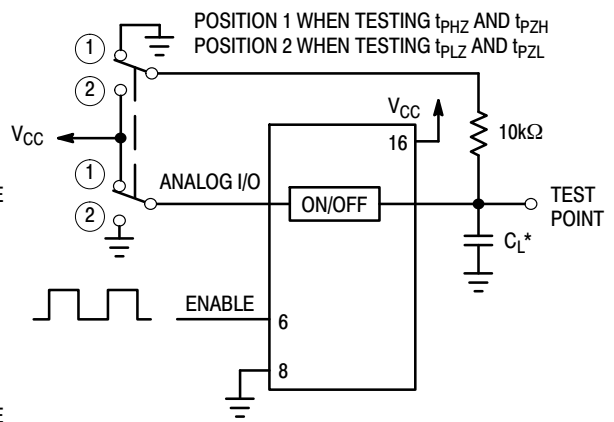 POSITION 1 WHEN TESTING tPHZ AND tPZH
POSITION 2 WHEN TESTING tPLZ AND tPZL
1
2
VCC
VCC
16
10kΩ
1
ANALOG I/O
ON/OFF
TEST
POINT
2
CL*
ENABLE
6
8
E
E